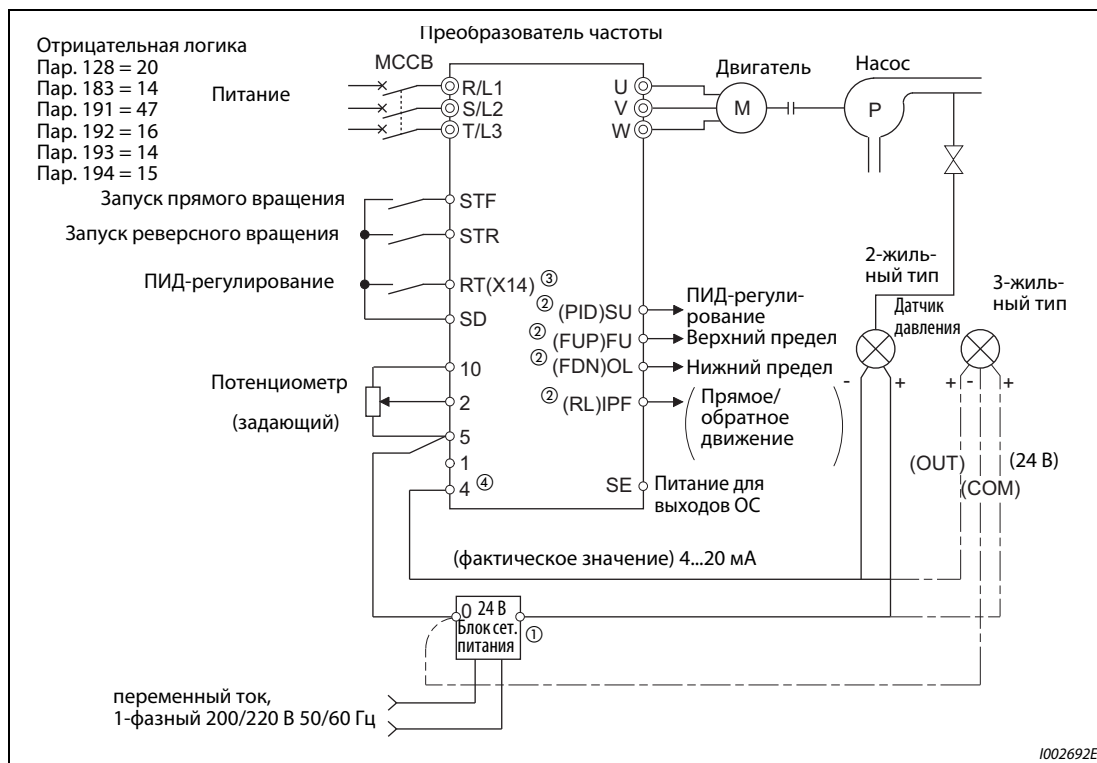 Преобразователь частоты
Отрицательная логика
Пар. 128 = 20
Пар. 183 = 14
Пар. 191 = 47
Пар. 192 = 16
Пар. 193 = 14
Пар. 194 = 15
MCCB
Питание
R/L1
S/L2
T/L3
U
V
W
Двигатель
M
Насос
P
Запуск прямого вращения
STF
Запуск реверсного вращения
STR
ПИД-регулирование
RT(X14) ③
SD
② (PID)SU
ПИД-регули-
рование
② (FUP)FU
Верхний предел
② (FDN)OL
Нижний предел
② (RL)IPF
Прямое/
обратное
движение
2-жиль-
ный тип
Датчик
давления
3-жиль-
ный тип
- +
+ - +
(OUT)
(COM)
(24 В)
Потенциометр
(задающий)
10
2
5
1
4 ④
SE
Питание для
выходов ОС
(фактическое значение) 4...20 мА
0 24 В
Блок сет.
питания
①
переменный ток,
1-фазный 200/220 В 50/60 Гц
I002692E